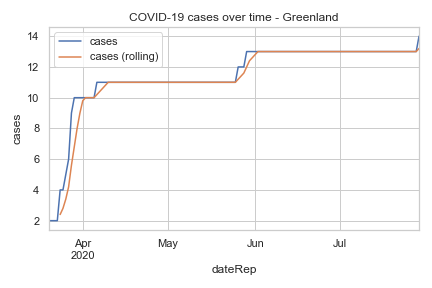 COVID-19 cases over time - Greenland
cases
cases (rolling)
14
12
10
8
6
4
2
cases
Apr
2020
May
Jun
Jul
dateRep